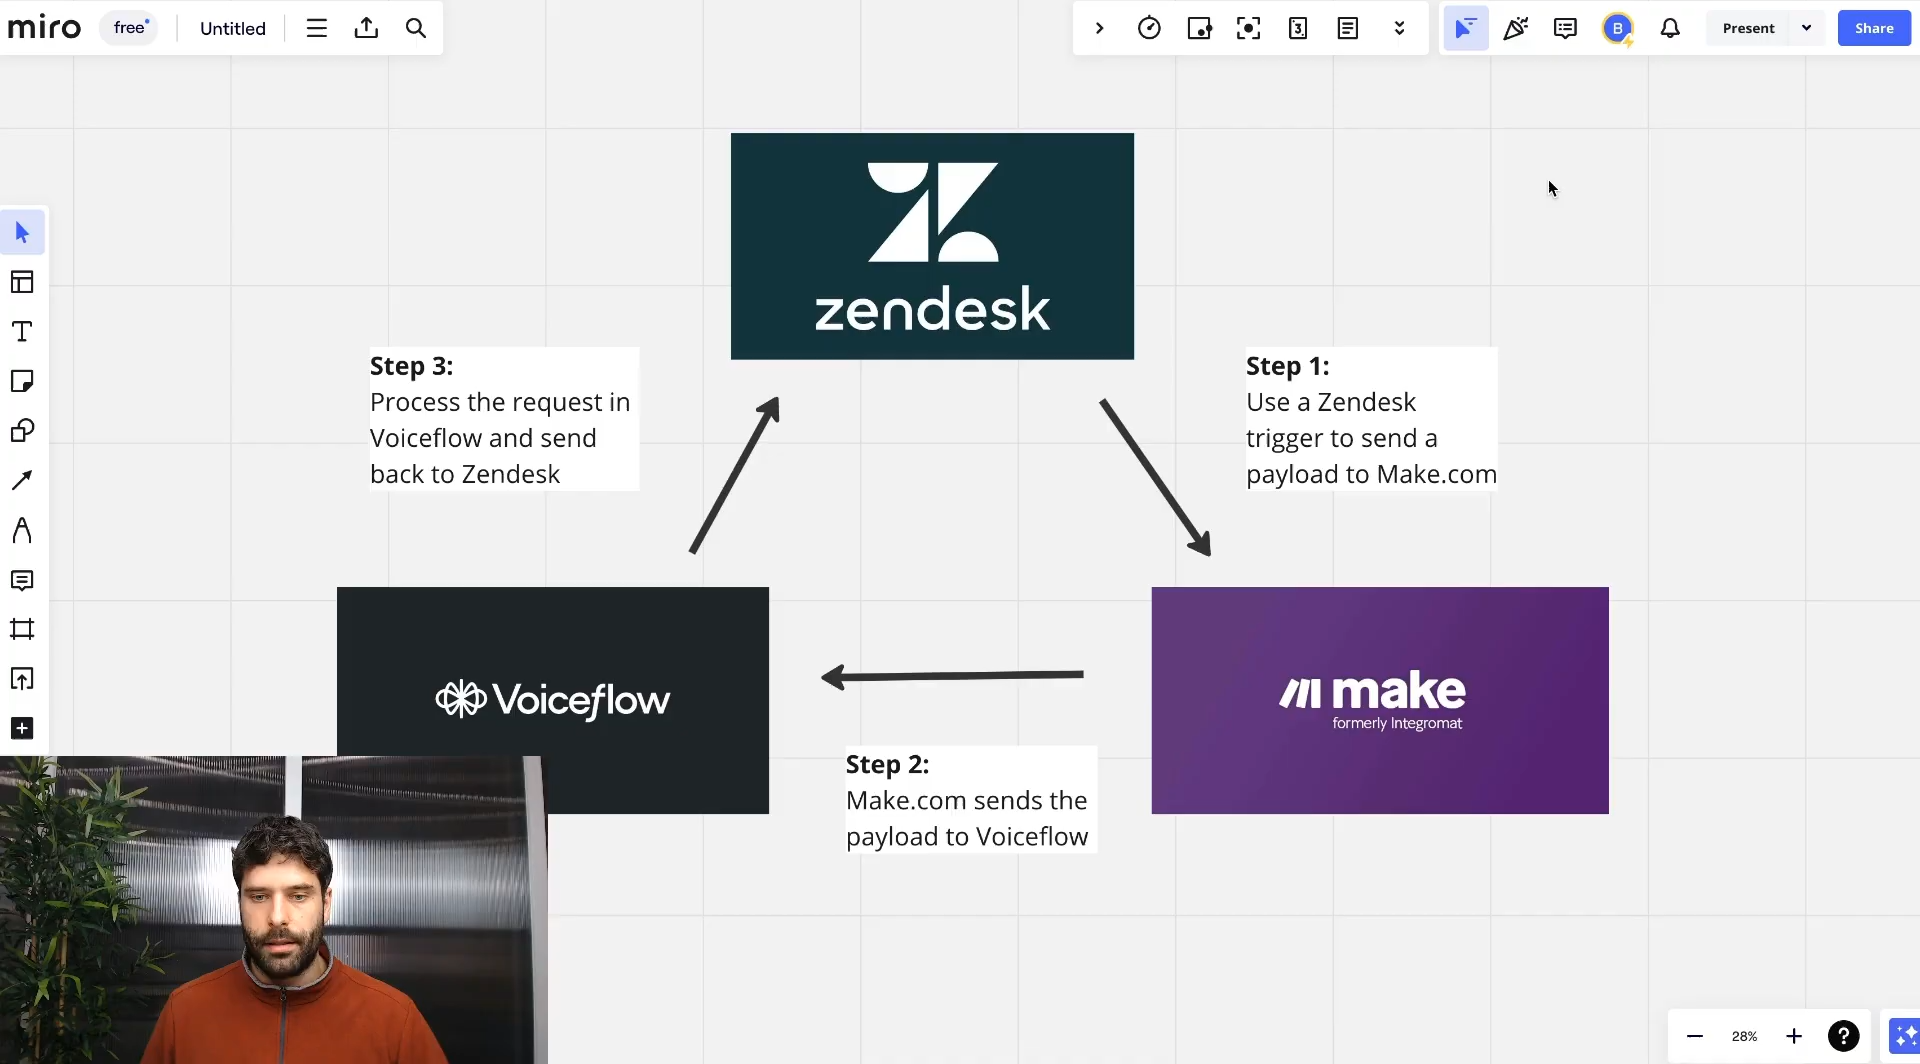 miro
free
Untitled
3
B
Present
Share
zendesk
Step 3:
Process the request in
Voiceflow and send
back to Zendesk
Step 1:
Use a Zendesk
trigger to send a
payload to Make.com
Voiceflow
make
formerly Integromat
Step 2:
Make.com sends the
payload to Voiceflow
28%
?